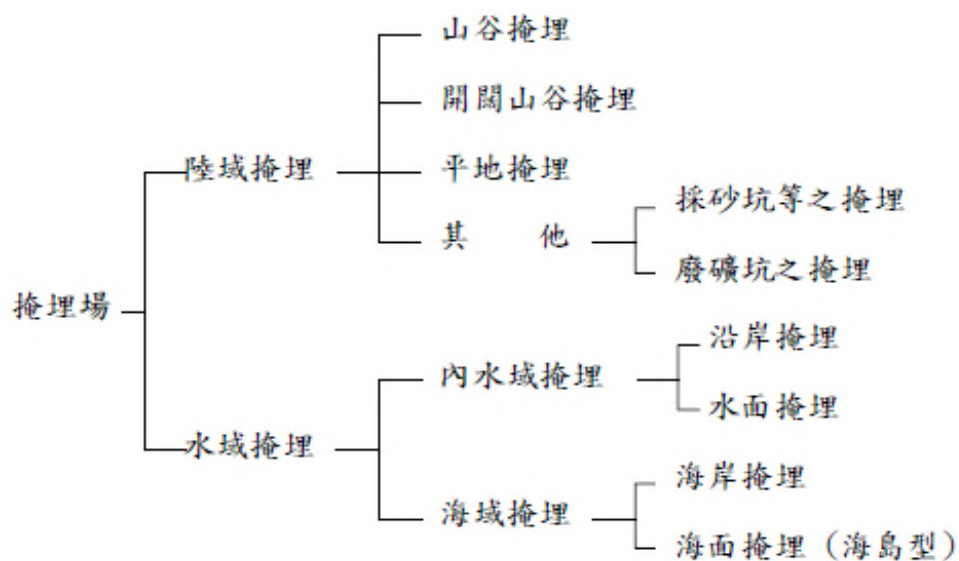 山谷掩埋
開闊山谷掩埋
陸域掩埋
平地掩埋
其 他
採砂坑等之掩埋
廢礦坑之掩埋
掩埋場
內水域掩埋
沿岸掩埋
水面掩埋
水域掩埋
海域掩埋
海岸掩埋
海面掩埋（海島型）